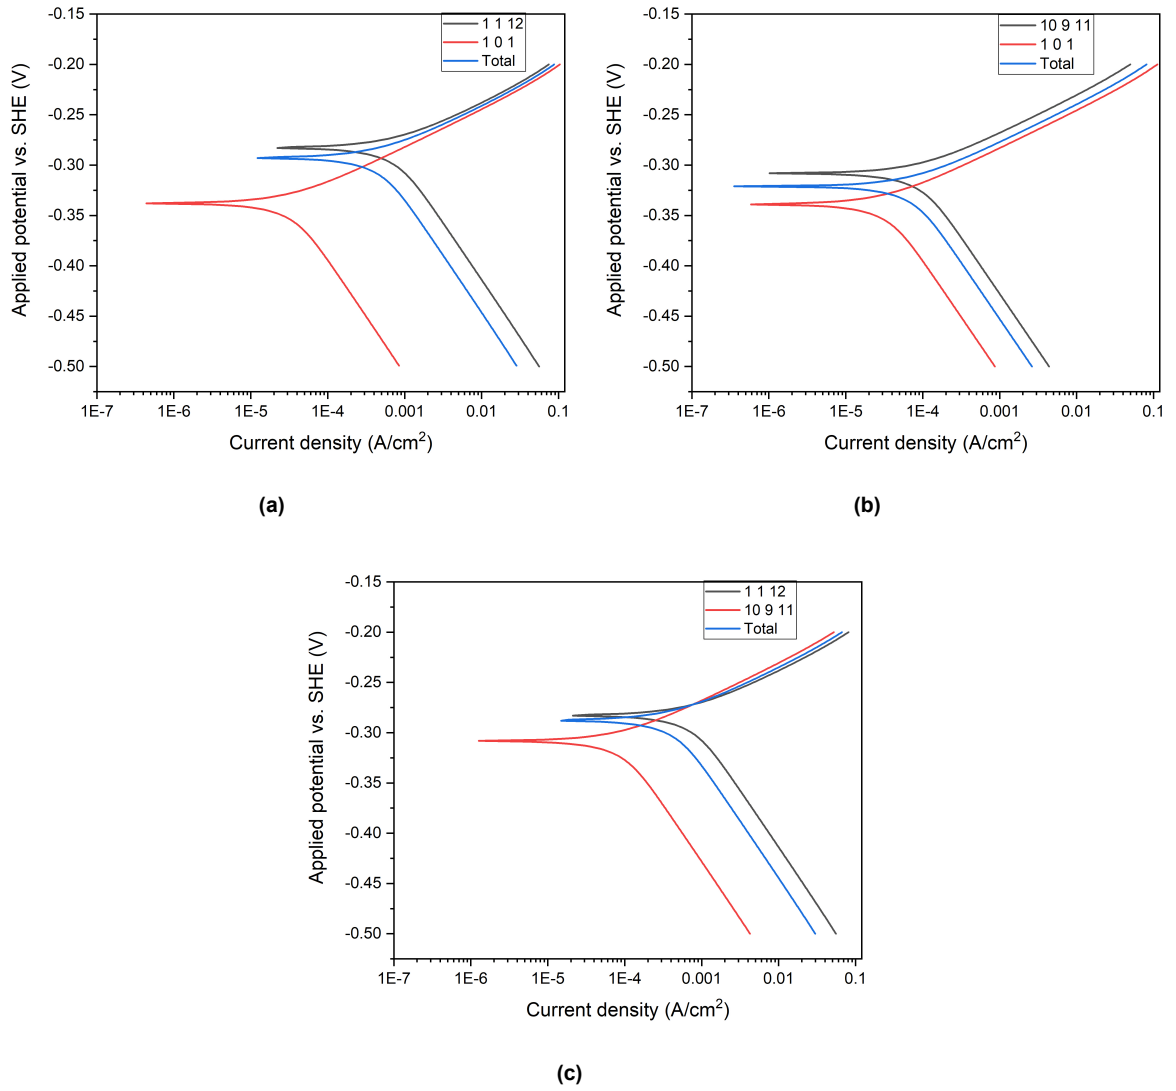 -0.15
-0.20
-0.25
-0.30
-0.35
-0.40
-0.45
-0.50
Applied potential vs. SHE (V)
1 1 12
1 0 1
Total
1E-7 1E-6 1E-5 1E-4 0.001 0.01 0.1
Current density (A/cm²)
(a)
-0.15
-0.20
-0.25
-0.30
-0.35
-0.40
-0.45
-0.50
Applied potential vs. SHE (V)
10 9 11
1 0 1
Total
1E-7 1E-6 1E-5 1E-4 0.001 0.01 0.1
Current density (A/cm²)
(b)
-0.15
-0.20
-0.25
-0.30
-0.35
-0.40
-0.45
-0.50
Applied potential vs. SHE (V)
1 1 12
10 9 11
Total
1E-7 1E-6 1E-5 1E-4 0.001 0.01 0.1
Current density (A/cm²)
(c)